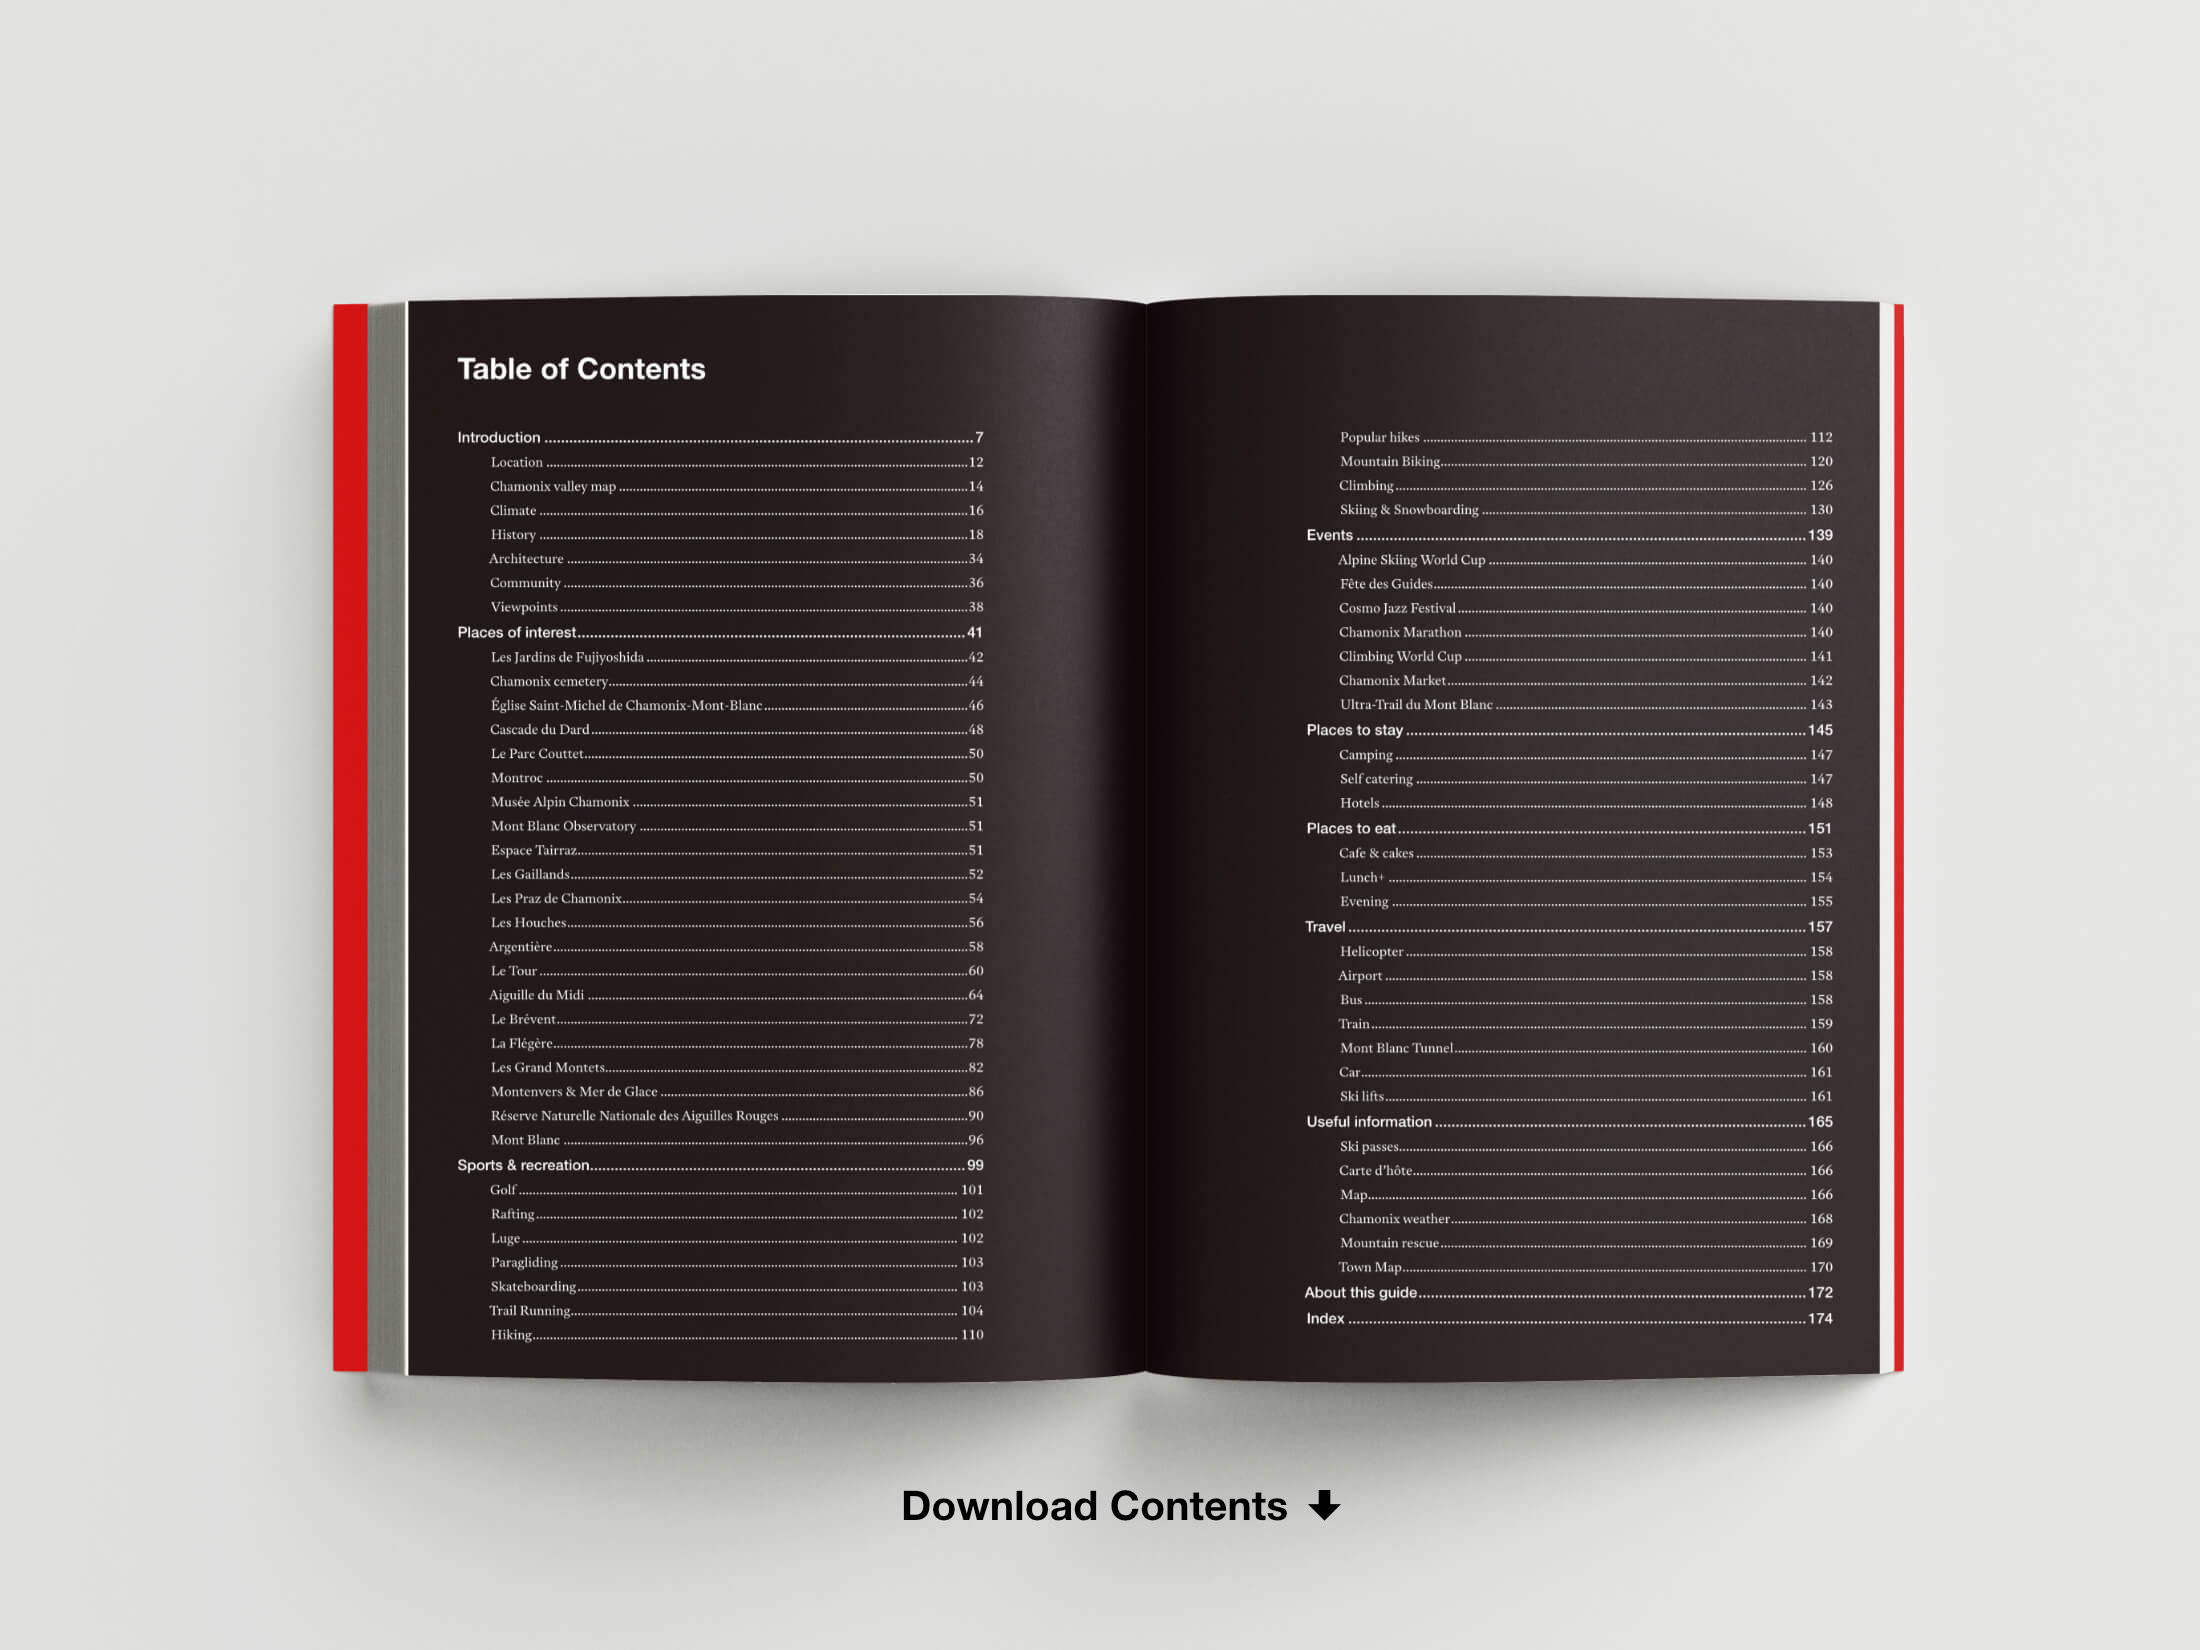 Table of Contents
Introduction 7
Location 12
Chamonix valley map 14
Climate 16
History 18
Architecture 34
Community 36
Viewpoints 38
Places of interest 41
Les Jardins de Fujiyoshida 42
Chamonix cemetery 44
Église Saint-Michel de Chamonix-Mont-Blanc 46
Cascade du Dard 48
Le Parc Couttet 50
Montroc 50
Musée Alpin Chamonix 51
Mont Blanc Observatory 51
Espace Tairraz 51
Les Gaillands 52
Les Praz de Chamonix 54
Les Houches 56
Argentière 58
Le Tour 60
Aiguille du Midi 64
Le Brévent 72
La Flégère 78
Les Grand Montets 82
Montenvers & Mer de Glace 86
Réserve Naturelle Nationale des Aiguilles Rouges 90
Mont Blanc 96
Sports & recreation 99
Golf 101
Rafting 102
Luge 102
Paragliding 103
Skateboarding 103
Trail Running 104
Hiking 110
Popular hikes 112
Mountain Biking 120
Climbing 126
Skiing & Snowboarding 130
Events 139
Alpine Skiing World Cup 140
Fête des Guides 140
Cosmo Jazz Festival 140
Chamonix Marathon 140
Climbing World Cup 141
Chamonix Market 142
Ultra-Trail du Mont Blanc 143
Places to stay 145
Camping 147
Self catering 147
Hotels 148
Places to eat 151
Cafe & cakes 153
Lunch+ 154
Evening 155
Travel 157
Helicopter 158
Airport 158
Bus 158
Train 159
Mont Blanc Tunnel 160
Car 161
Ski lifts 161
Useful information 165
Ski passes 166
Carte d'hôte 166
Map 166
Chamonix weather 168
Mountain rescue 169
Town Map 170
About this guide 172
Index 174
Download Contents